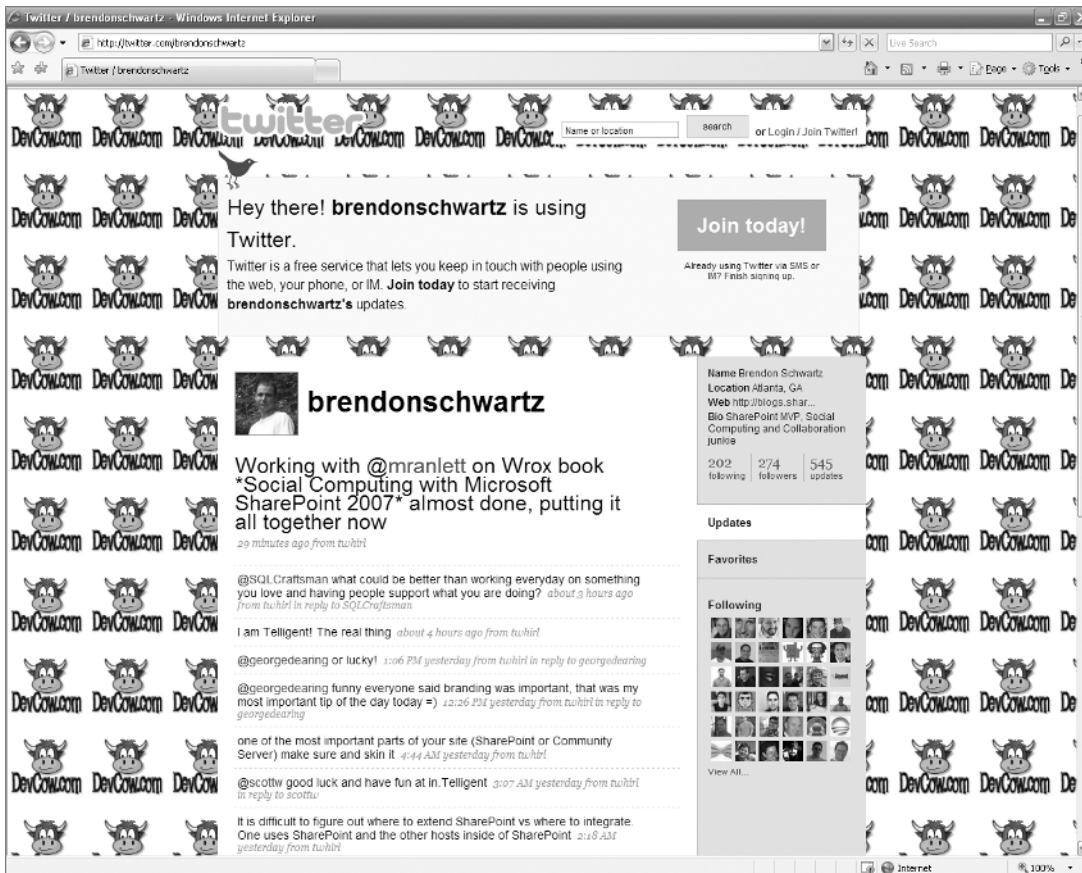 Twitter / brendonschwartz - Windows Internet Explorer
http://twitter.com/brendonschwartz
Live Search
Twitter / brendonschwartz
Page
Tools
twitter
Name or location
search
or Login / Join Twitter!
DevCow.com
Hey there! brendonschwartz is using
Twitter.
Twitter is a free service that lets you keep in touch with people using
the web, your phone, or IM. Join today to start receiving
brendonschwartz's updates.
Join today!
Already using Twitter via SMS or
IM? Finish signing up.
brendonschwartz
Working with @mranlett on Wrox book
*Social Computing with Microsoft
SharePoint 2007* almost done, putting it
all together now
29 minutes ago from twhirl
@SQLCraftsman what could be better than working everyday on something
you love and having people support what you are doing? about 3 hours ago
from twhirl in reply to SQLCraftsman
I am Telligent! The real thing about 4 hours ago from twhirl
@georgedearing or lucky! 1:06 PM yesterday from twhirl in reply to georgedearing
@georgedearing funny everyone said branding was important, that was my
most important tip of the day today =) 12:26 PM yesterday from twhirl in reply to
georgedearing
one of the most important parts of your site (SharePoint or Community
Server) make sure and skin it 4:44 AM yesterday from twhirl
@scottw good luck and have fun at in.Telligent 3:07 AM yesterday from twhirl
in reply to scottw
It is difficult to figure out where to extend SharePoint vs where to integrate.
One uses SharePoint and the other hosts inside of SharePoint 2:18 AM
yesterday from twhirl
Name Brendon Schwartz
Location Atlanta, GA
Web http://blogs.shar...
Bio SharePoint MVP, Social
Computing and Collaboration
junkie
202 274 545
following followers updates
Updates
Favorites
Following
View All...
Internet
100%